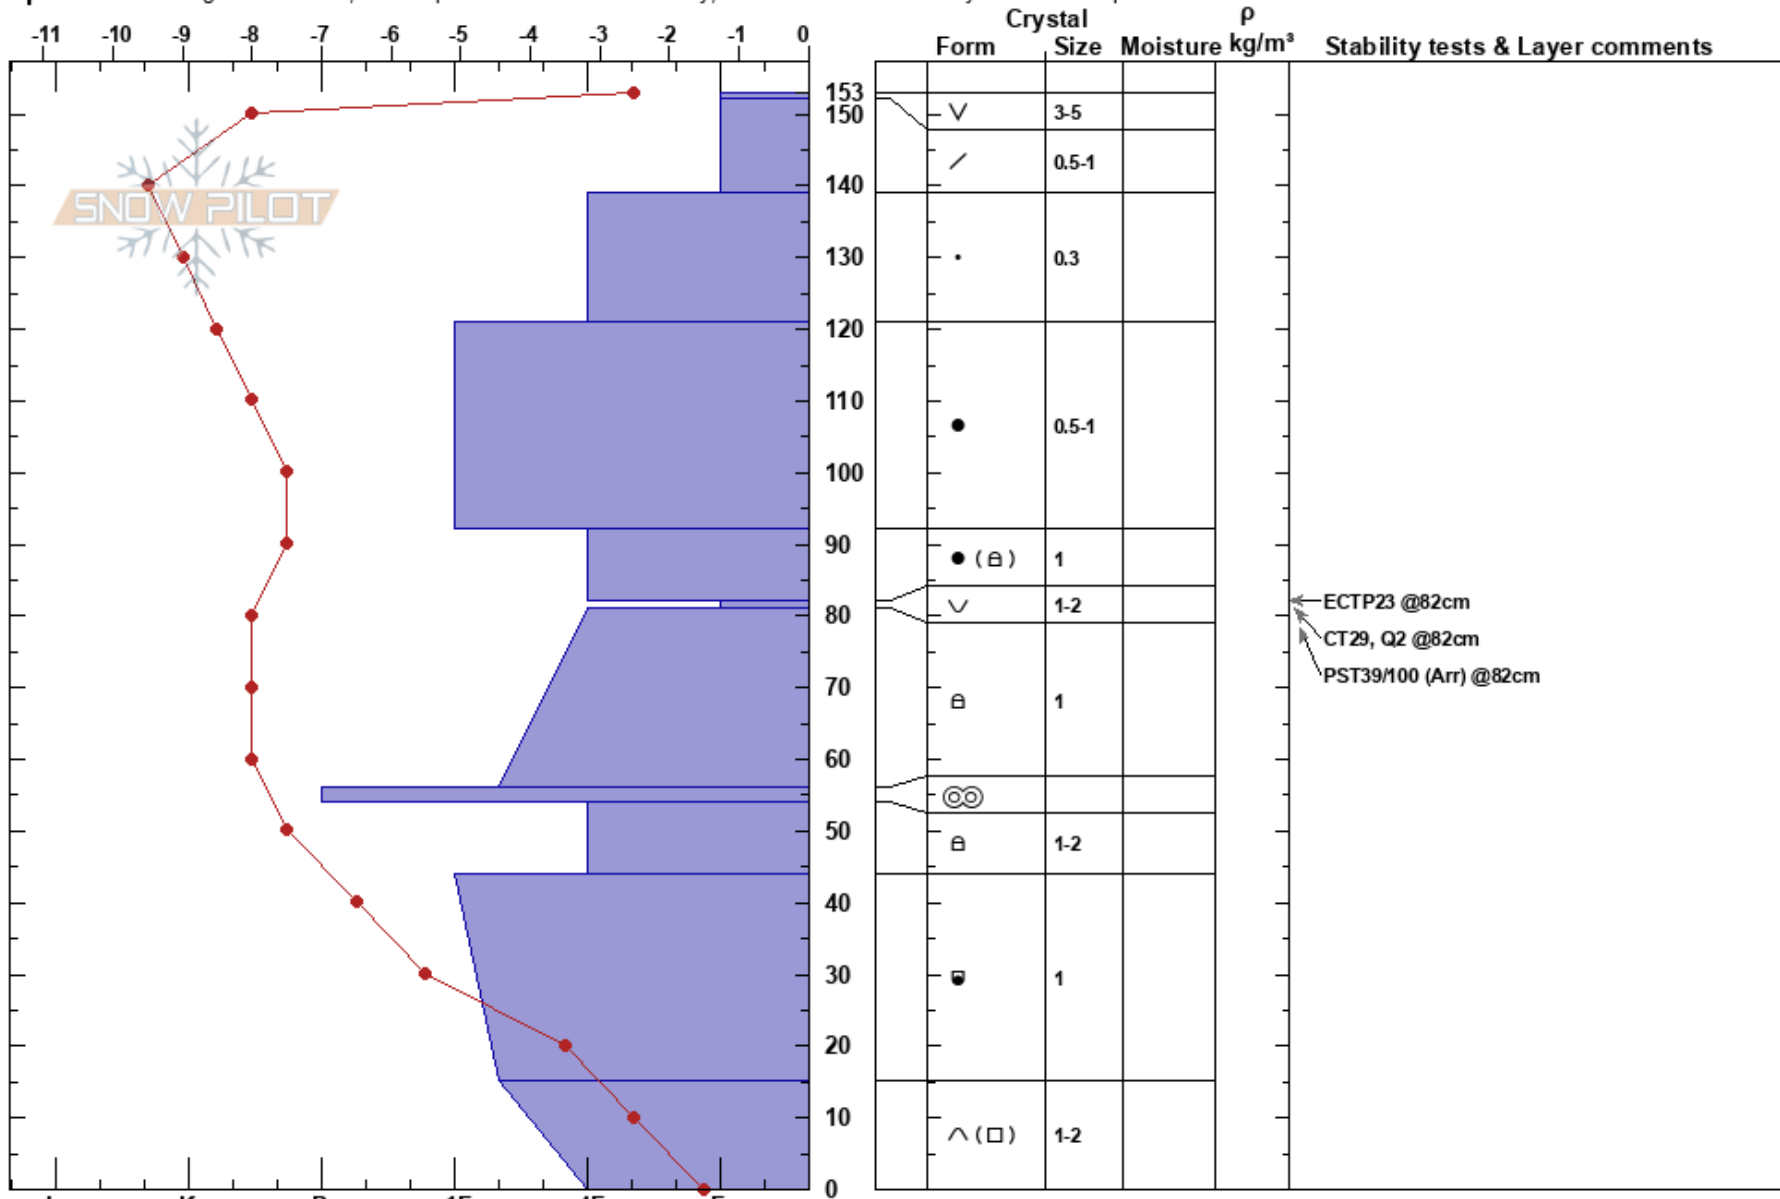 Crystal ρ
-11 -10 -9 -8 -7 -6 -5 -4 -3 -2 -1 0 Form Size Moisture kg/m³ Stability tests & Layer comments
153
150 3-5
SNOW PILOT
0.5-1
140
130 0.3
120
110
0.5-1
100
90
( ) 1
80 1-2 ECTP23 @82cm
CT29, Q2 @82cm
PST39/100 (Arr) @82cm
70 1
60
50 1-2
40
30 1
20
10
( ) 1-2
0